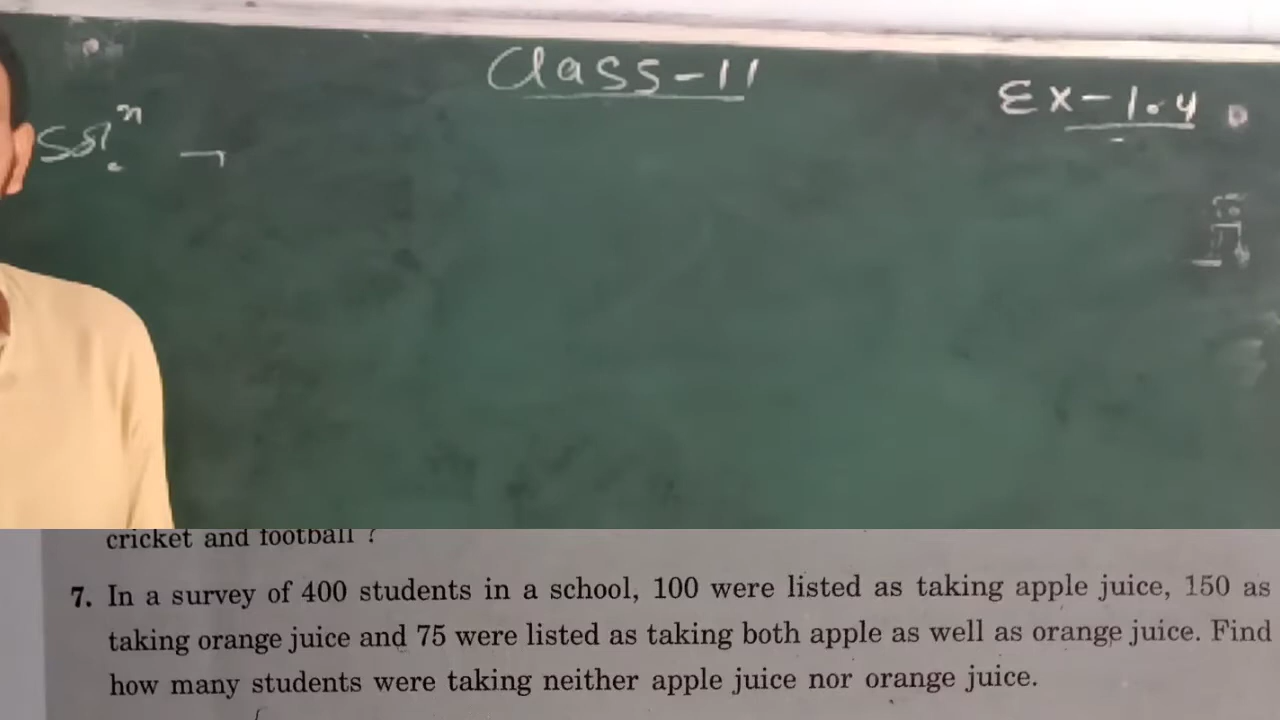 Class-11
Ex-1.4
Solⁿ.
cricket and football ?
7. In a survey of 400 students in a school, 100 were listed as taking apple juice, 150 as
taking orange juice and 75 were listed as taking both apple as well as orange juice. Find
how many students were taking neither apple juice nor orange juice.